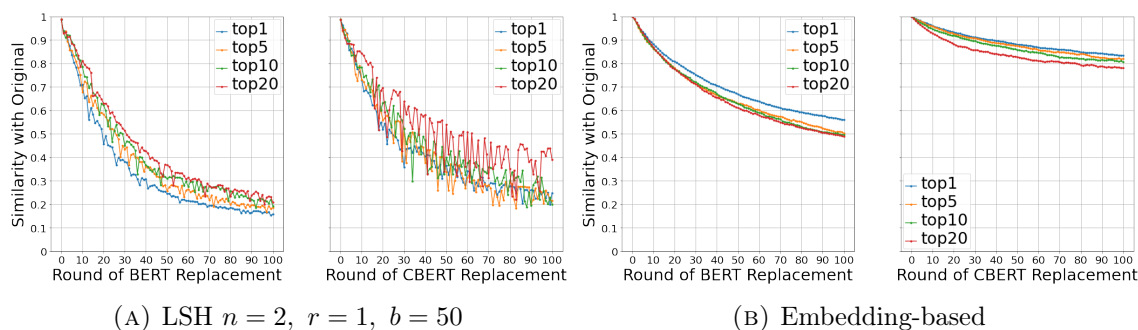 Similarity with Original
1
0.9
0.8
0.7
0.6
0.5
0.4
0.3
0.2
0.1
0
0 10 20 30 40 50 60 70 80 90 100
Round of BERT Replacement
top1
top5
top10
top20
0 10 20 30 40 50 60 70 80 90 100
Round of CBERT Replacement
top1
top5
top10
top20
(A) LSH n = 2, r = 1, b = 50
Similarity with Original
1
0.9
0.8
0.7
0.6
0.5
0.4
0.3
0.2
0.1
0
0 10 20 30 40 50 60 70 80 90 100
Round of BERT Replacement
top1
top5
top10
top20
0 10 20 30 40 50 60 70 80 90 100
Round of CBERT Replacement
top1
top5
top10
top20
(B) Embedding-based